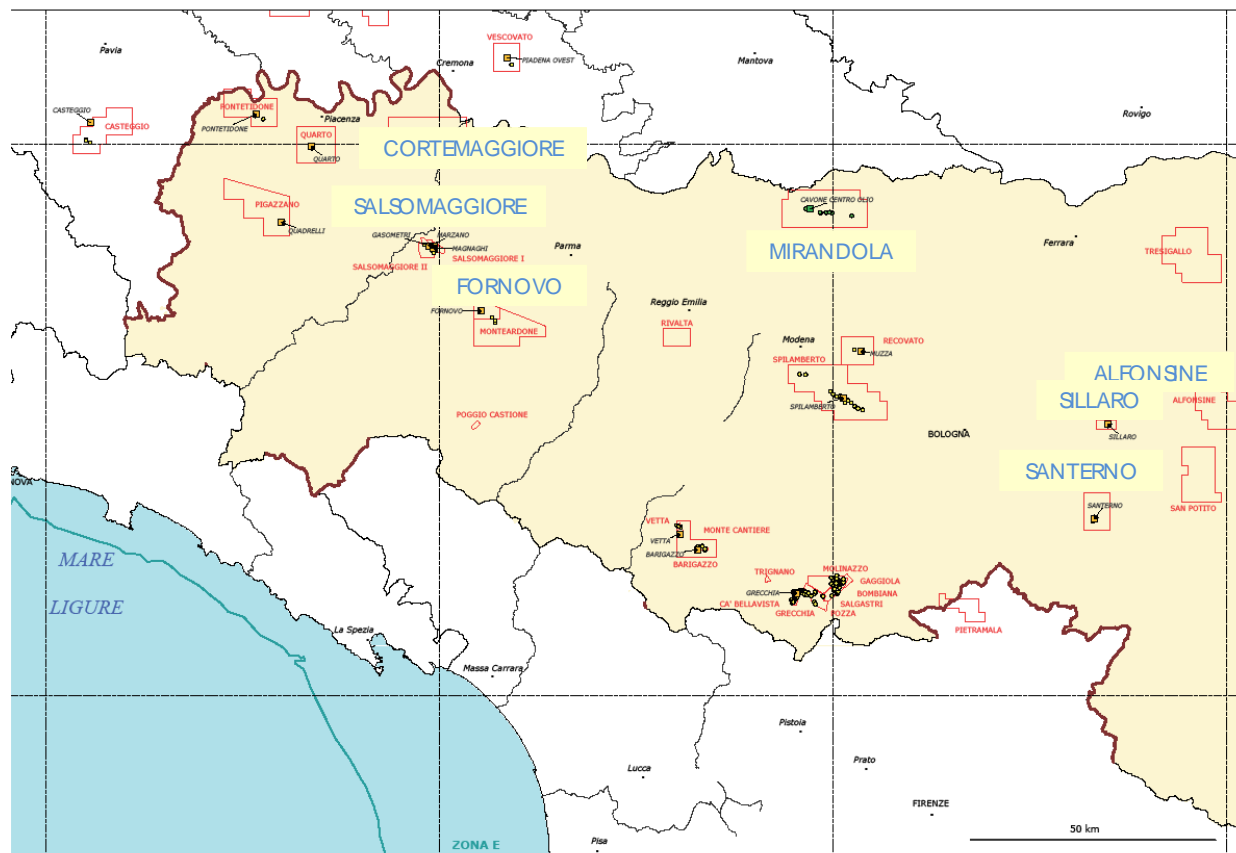 VESCOVATO
Pavia
Cremona
PIADENA OVEST
Mantova
CASTEGGIO
PONTETIDONE
Piacenza
CASTEGGIO
PONTETIDONE
QUARTO
Rovigo
CORTEMAGGIORE
QUARTO
PIGAZZANO
SALSOMAGGIORE
CAVONE CENTRO OLIO
QUADRELLI
GASOMETRI
MARZANO
MAGNAGHI
Parma
MIRANDOLA
Ferrara
TRESIGALLO
SALSOMAGGIORE II
SALSOMAGGIORE I
FORNOVO
Reggio Emilia
FORNOVO
MONTEARDONE
RIVALTA
Modena
RECOVATO
MUZZA
SPILAMBERTO
ALFONSINE
SILLARO
ALFONSINE
SPILAMBERTO
POGGIO CASTIONE
BOLOGNA
SILLARO
SANTERNO
NOVA
SANTERNO
SAN POTITO
VETTA
MONTE CANTIERE
VETTA
BARIGAZZO
BARIGAZZO
MARE
LIGURE
TRIGNANO
MOLINAZZO
GAGGIOLA
GRECCHIA
BOMBIANA
CA' BELLAVISTA
SALGASTRI
GRECCHIA
POZZA
PIETRAMALA
La Spezia
Massa Carrara
Pistoia
Prato
Lucca
FIRENZE
50 km
Pisa
ZONA E